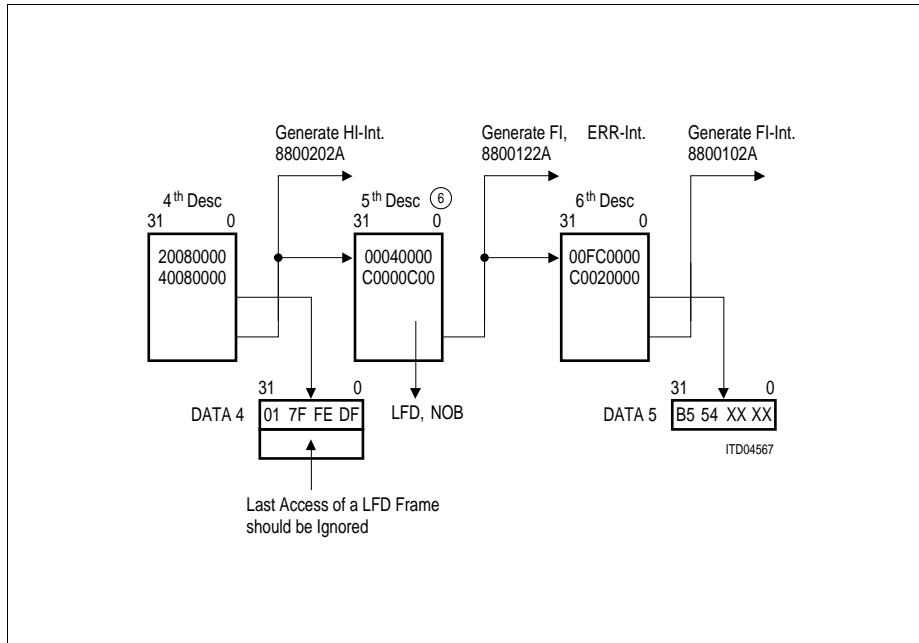 Generate HI-Int.
8800202A
Generate FI, ERR-Int.
8800122A
Generate FI-Int.
8800102A
4th Desc
31 0
20080000
40080000
5th Desc 6
31 0
00040000
C0000C00
6th Desc
31 0
00FC0000
C0020000
31 0
DATA 4 01 7F FE DF
LFD, NOB
31 0
DATA 5 B5 54 XX XX
ITD04567
Last Access of a LFD Frame
should be Ignored